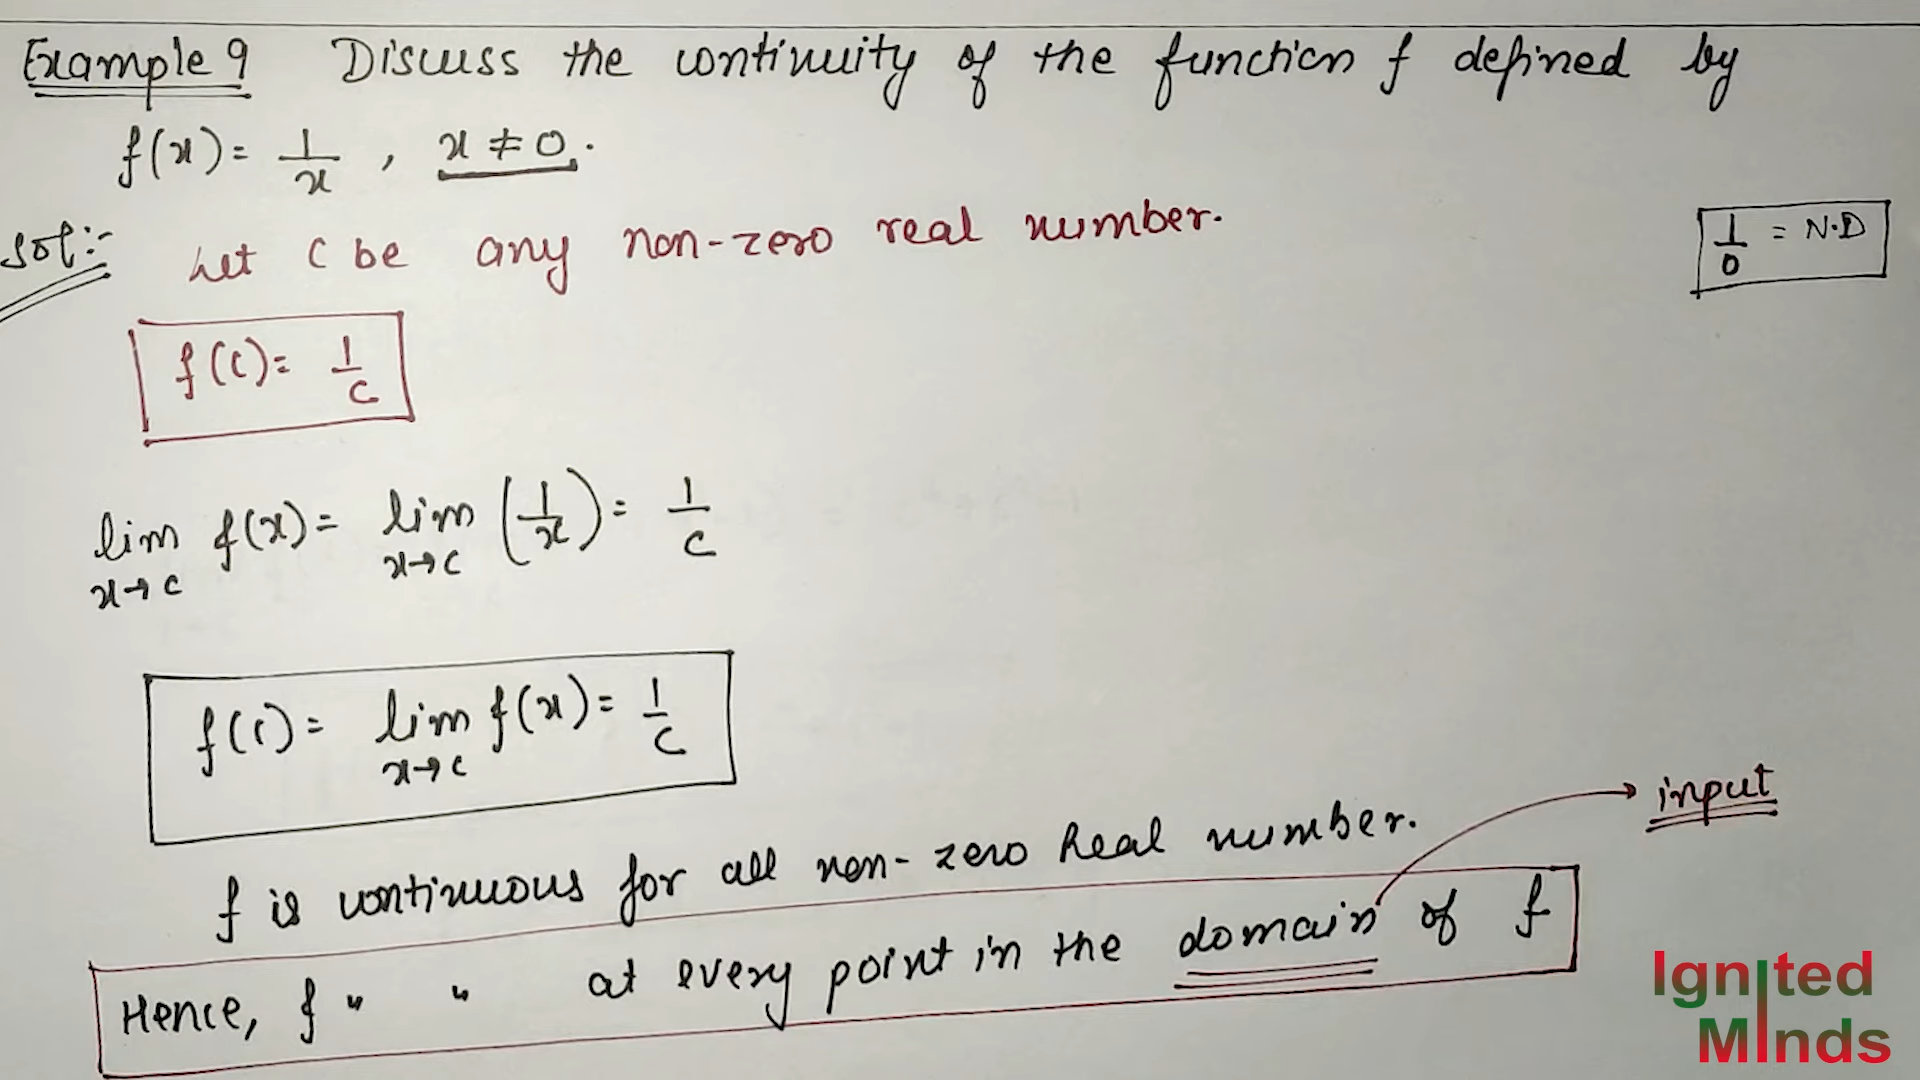 Example 9 Discuss the continuity of the function f defined by
f(x) = 1/x , x ≠ 0.
Sol:-
Let C be any non-zero real number.
1/0 = N.D
f(C) = 1/C
lim x→C f(x) = lim x→C (1/x) = 1/C
f(C) = lim x→C f(x) = 1/C
input
f is continuous for all non-zero Real number.
Hence, f " " at every point in the domain of f
Ignited
Minds